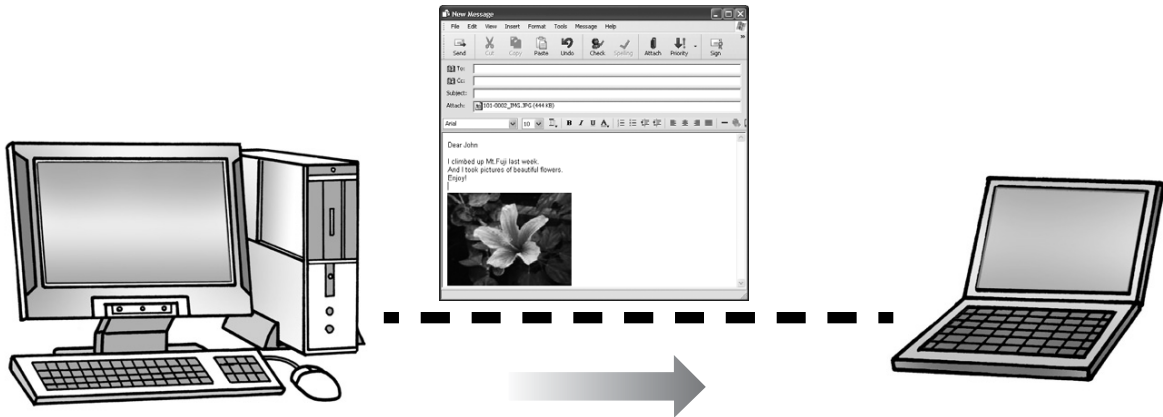 New Message
File Edit View Insert Format Tools Message Help
Send Cut Copy Paste Undo Check Spelling Attach Priority Sign
To:
Cc:
Subject:
Attach: 101-0002_IMG.JPG (444 KB)
Arial 10 B I U A
Dear John
I climbed up Mt.Fuji last week.
And I took pictures of beautiful flowers.
Enjoy!